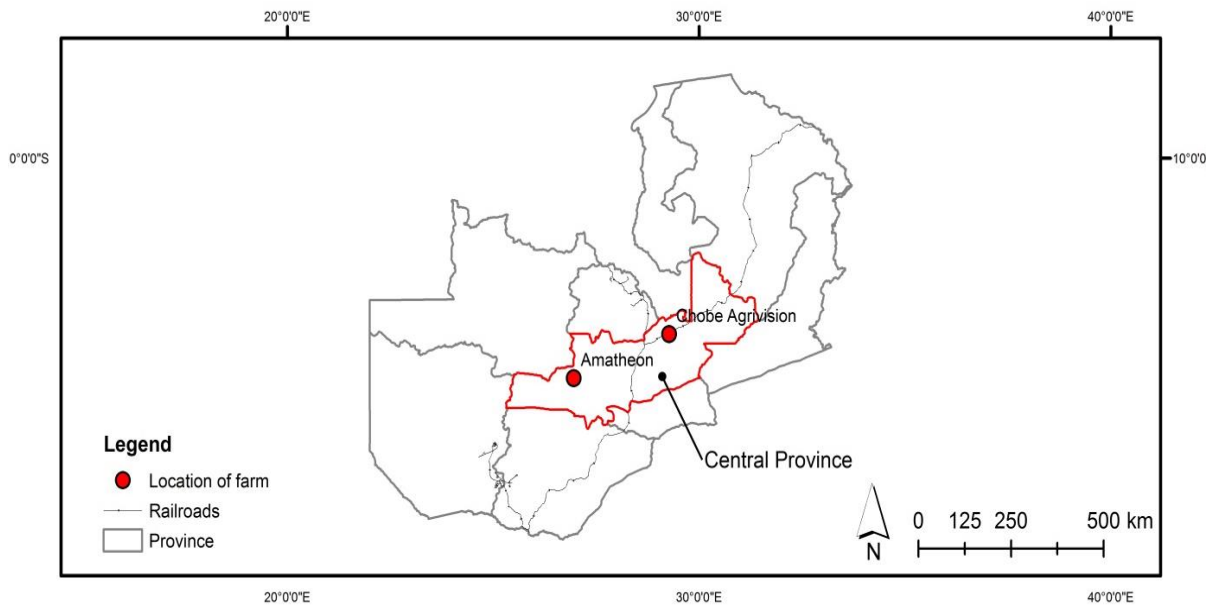 20°0'0"E 30°0'0"E 40°0'0"E
0°0'0"S 10°0'0
Chobe Agrivision
Amatheon
Central Province
Legend
Location of farm
Railroads
Province
N
0 125 250 500 km
20°0'0"E 30°0'0"E 40°0'0"E